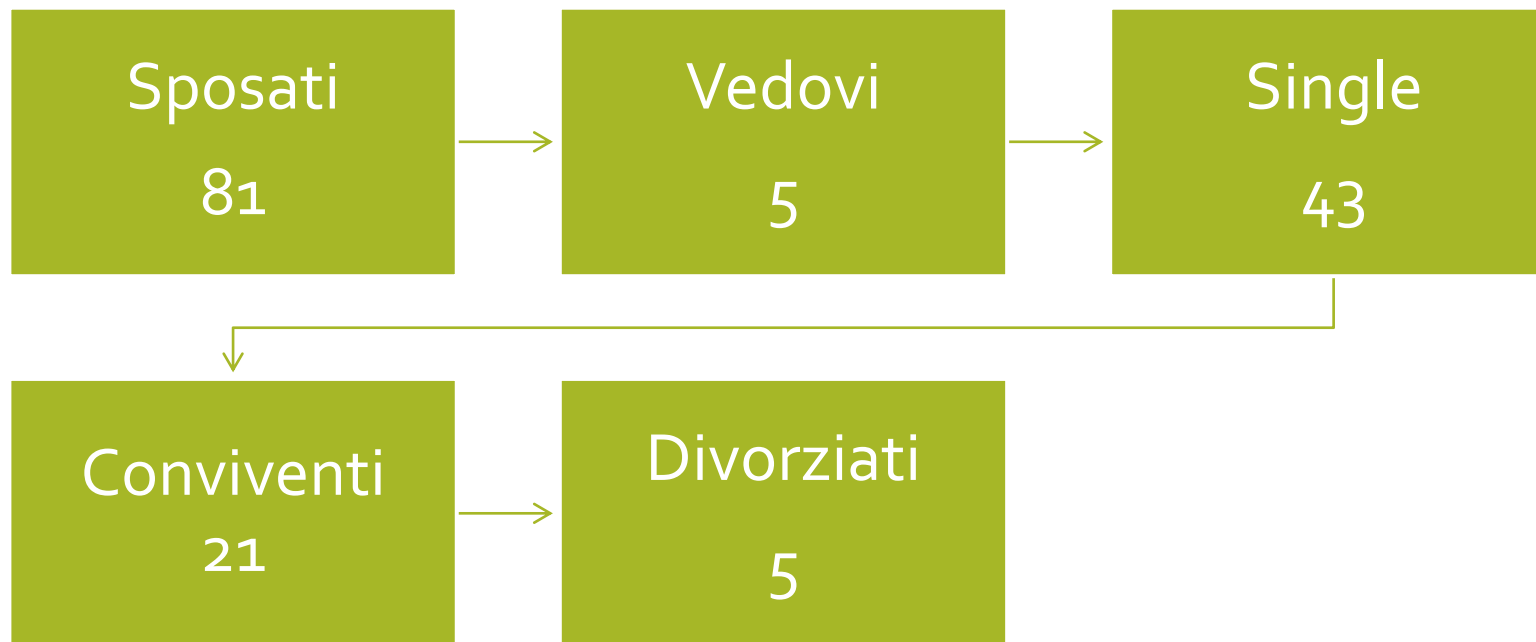 Sposati
81
Vedovi
5
Single
43
Conviventi
21
Divorziati
5